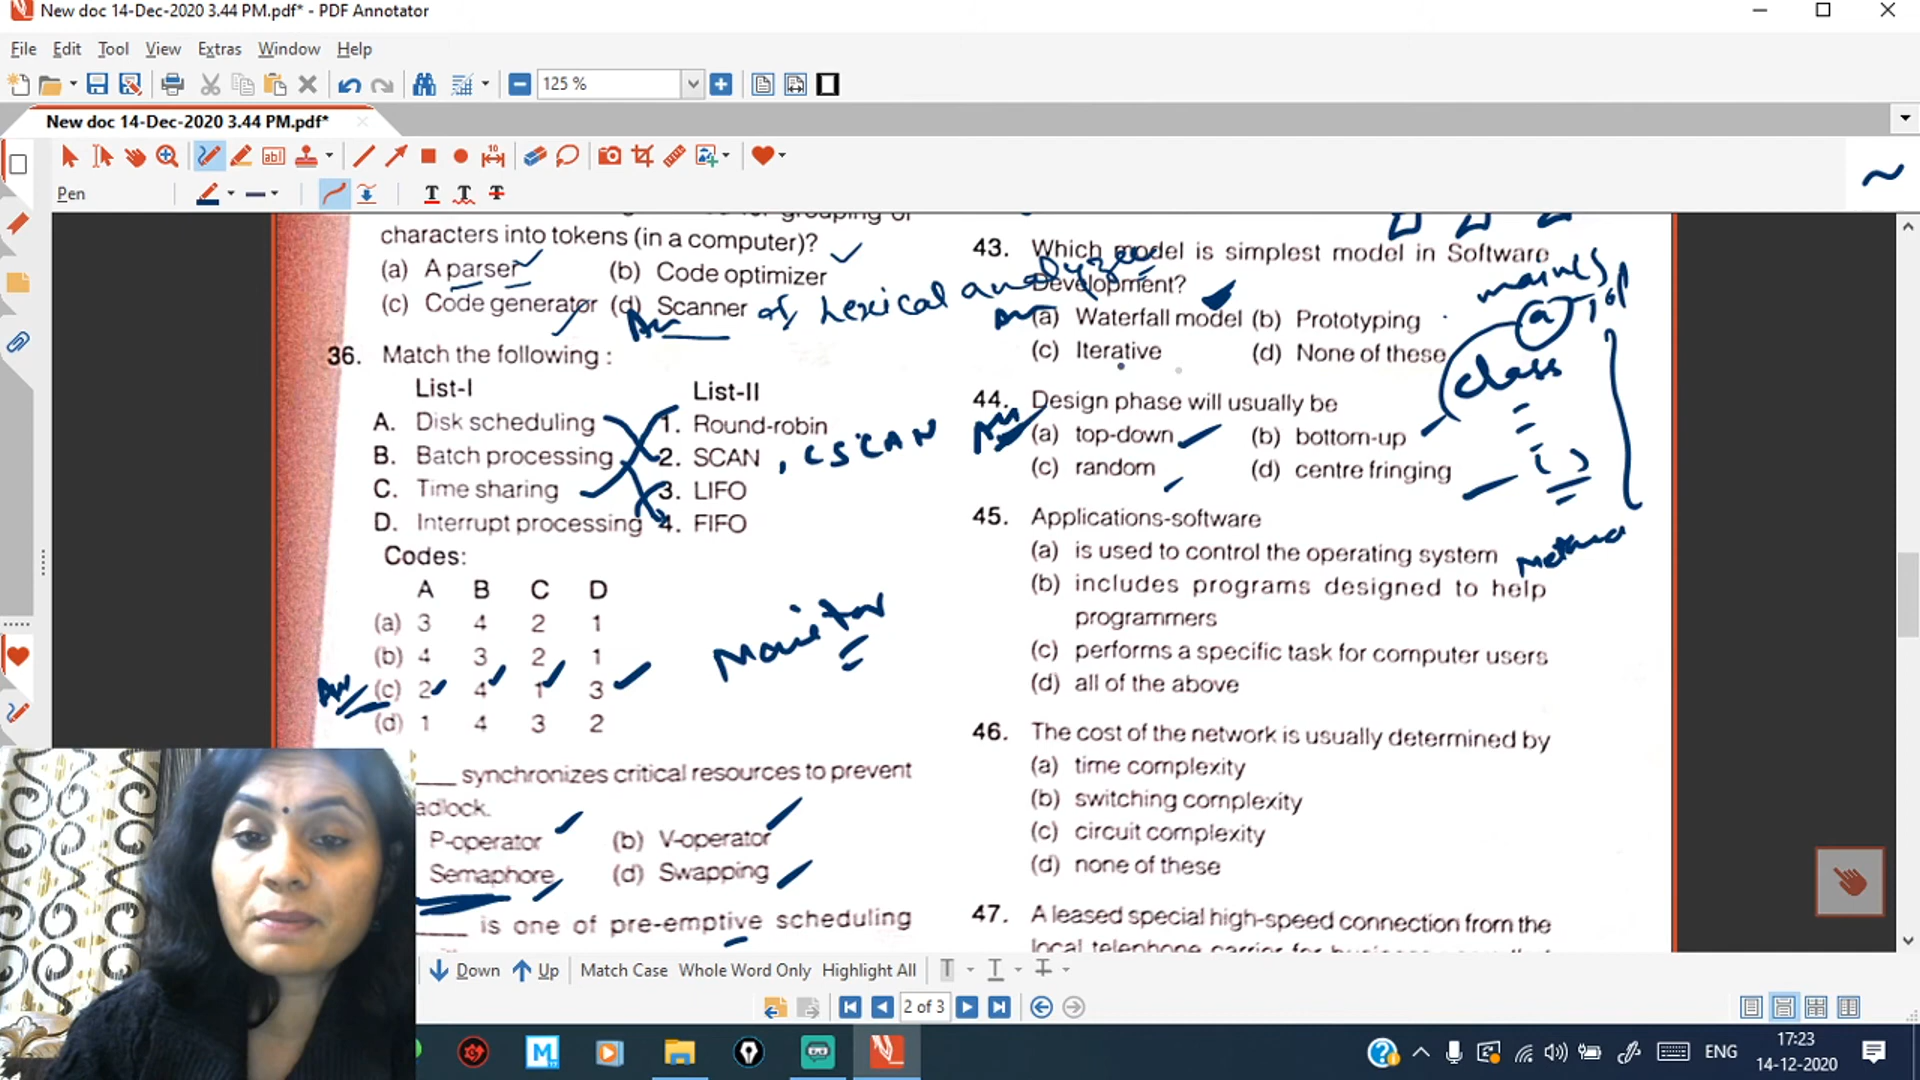 New doc 14-Dec-2020 3.44 PM.pdf* - PDF Annotator
File Edit Tool View Extras Window Help
125 %
New doc 14-Dec-2020 3.44 PM.pdf*
Pen
characters into tokens (in a computer)?
(a) A parser (b) Code optimizer
(c) Code generator (d) Scanner or Lexical analyzer
36. Match the following :
List-I List-II
A. Disk scheduling 1. Round-robin
B. Batch processing 2. SCAN , CSCAN
C. Time sharing 3. LIFO
D. Interrupt processing 4. FIFO
Codes:
A B C D
(a) 3 4 2 1
(b) 4 3 2 1
(c) 2 4 1 3
(d) 1 4 3 2
Monitor
synchronizes critical resources to prevent
adlock.
P-operator (b) V-operator
Semaphore (d) Swapping
is one of pre-emptive scheduling
43. Which model is simplest model in Software
Development?
(a) Waterfall model (b) Prototyping
(c) Iterative (d) None of these
44. Design phase will usually be
(a) top-down (b) bottom-up
(c) random (d) centre fringing
45. Applications-software
(a) is used to control the operating system
(b) includes programs designed to help
programmers
(c) performs a specific task for computer users
(d) all of the above
46. The cost of the network is usually determined by
(a) time complexity
(b) switching complexity
(c) circuit complexity
(d) none of these
47. A leased special high-speed connection from the
local telephone carrier for business
main()
a
class
Method
Down Up Match Case Whole Word Only Highlight All
2 of 3
ENG
17:23
14-12-2020